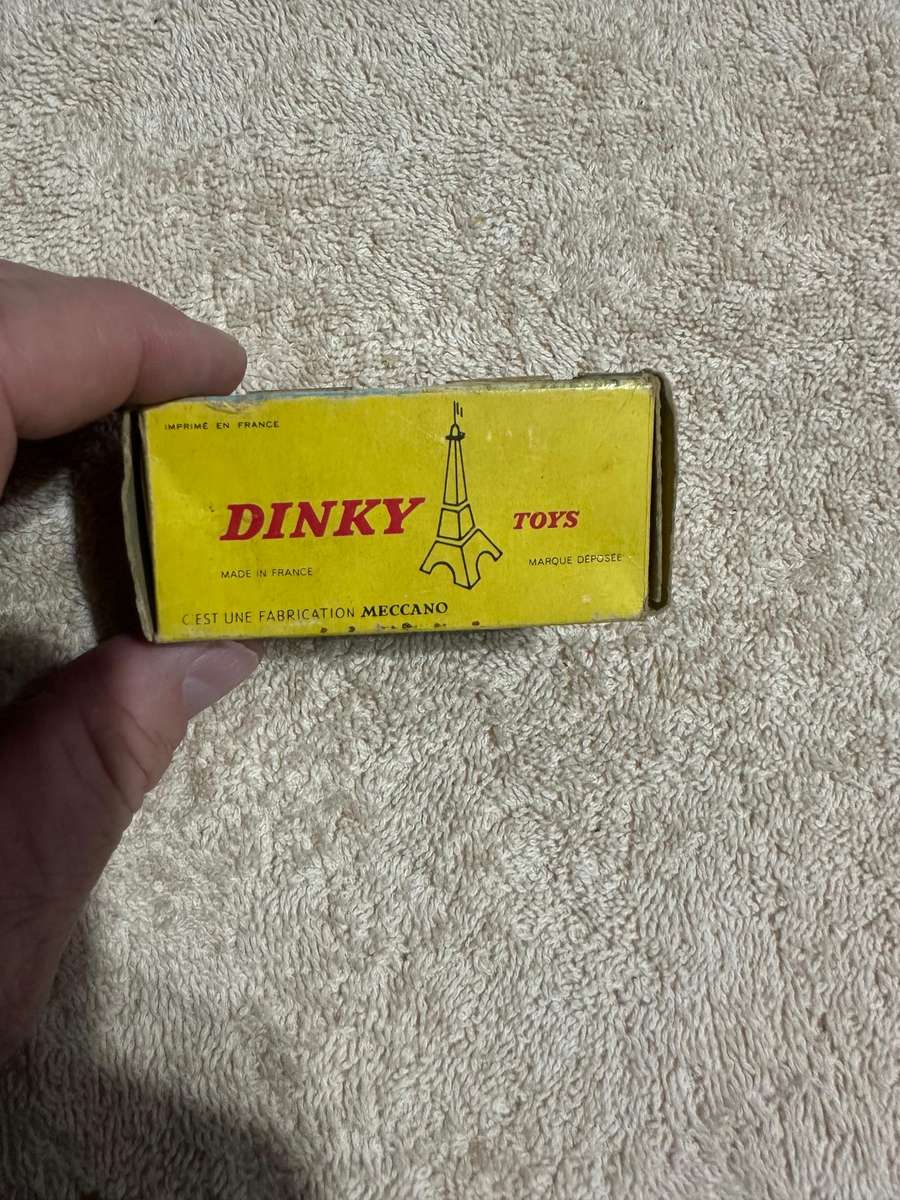 IMPRIMÉ EN FRANCE
DINKY TOYS
MADE IN FRANCE
MARQUE DÉPOSÉE
C'EST UNE FABRICATION MECCANO